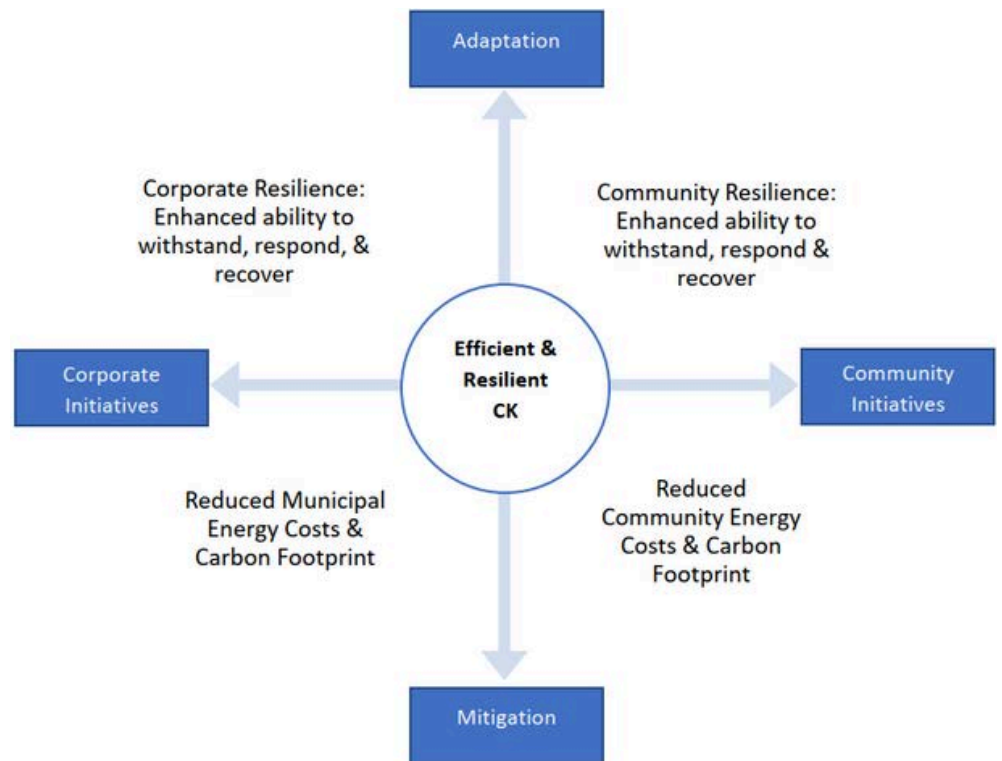 Adaptation
Corporate Resilience:
Enhanced ability to
withstand, respond, &
recover
Community Resilience:
Enhanced ability to
withstand, respond &
recover
Corporate
Initiatives
Efficient &
Resilient
CK
Community
Initiatives
Reduced Municipal
Energy Costs &
Carbon Footprint
Reduced
Community Energy
Costs & Carbon
Footprint
Mitigation